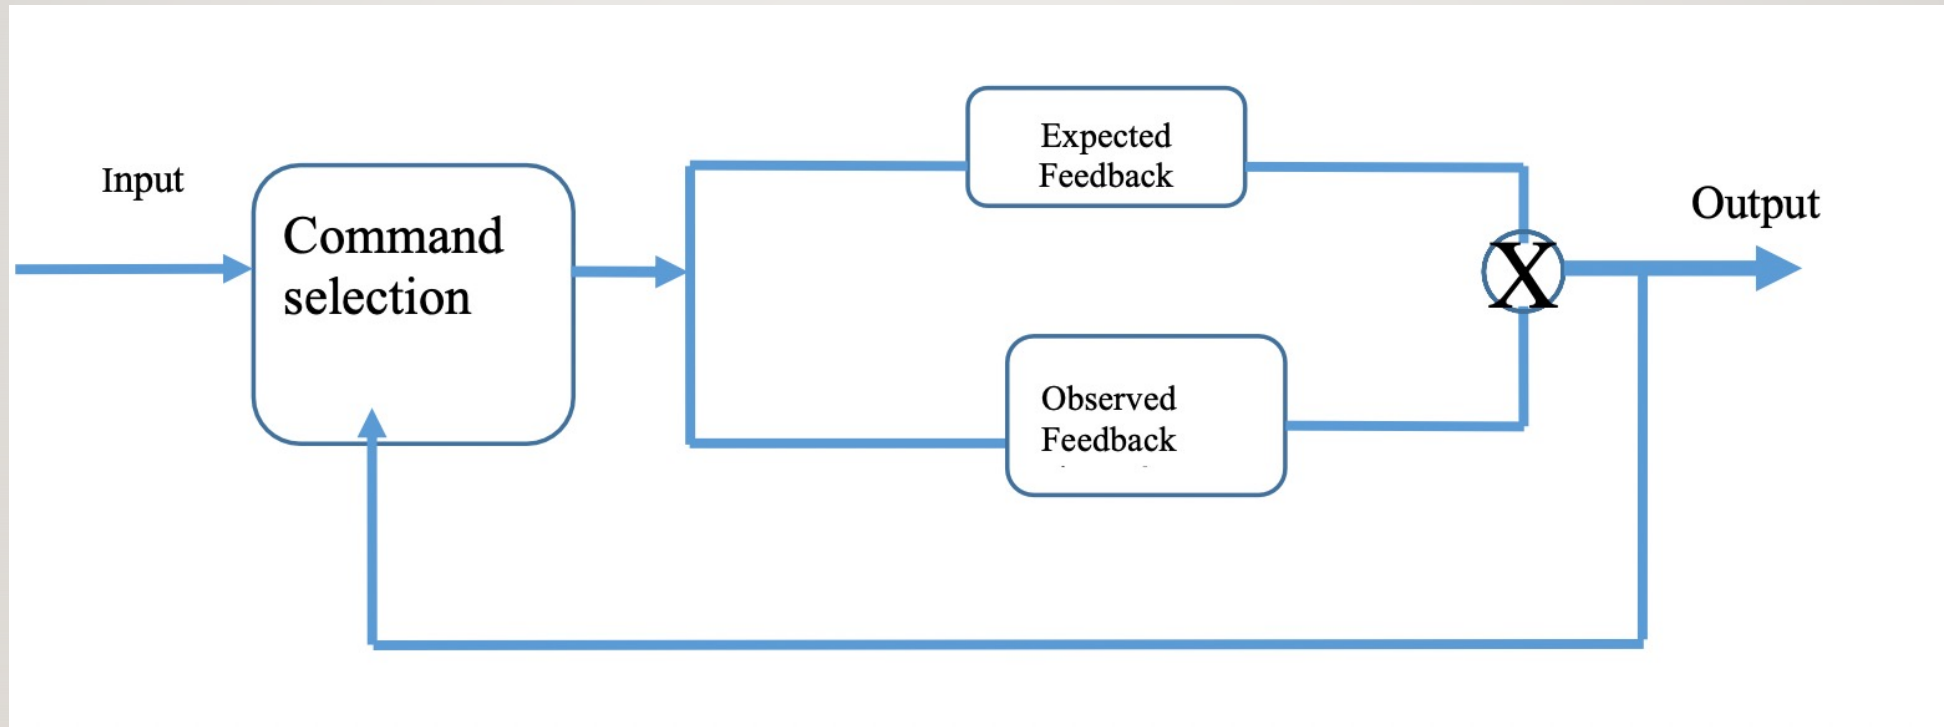 Input
Command
selection
Expected
Feedback
X
Output
Observed
Feedback